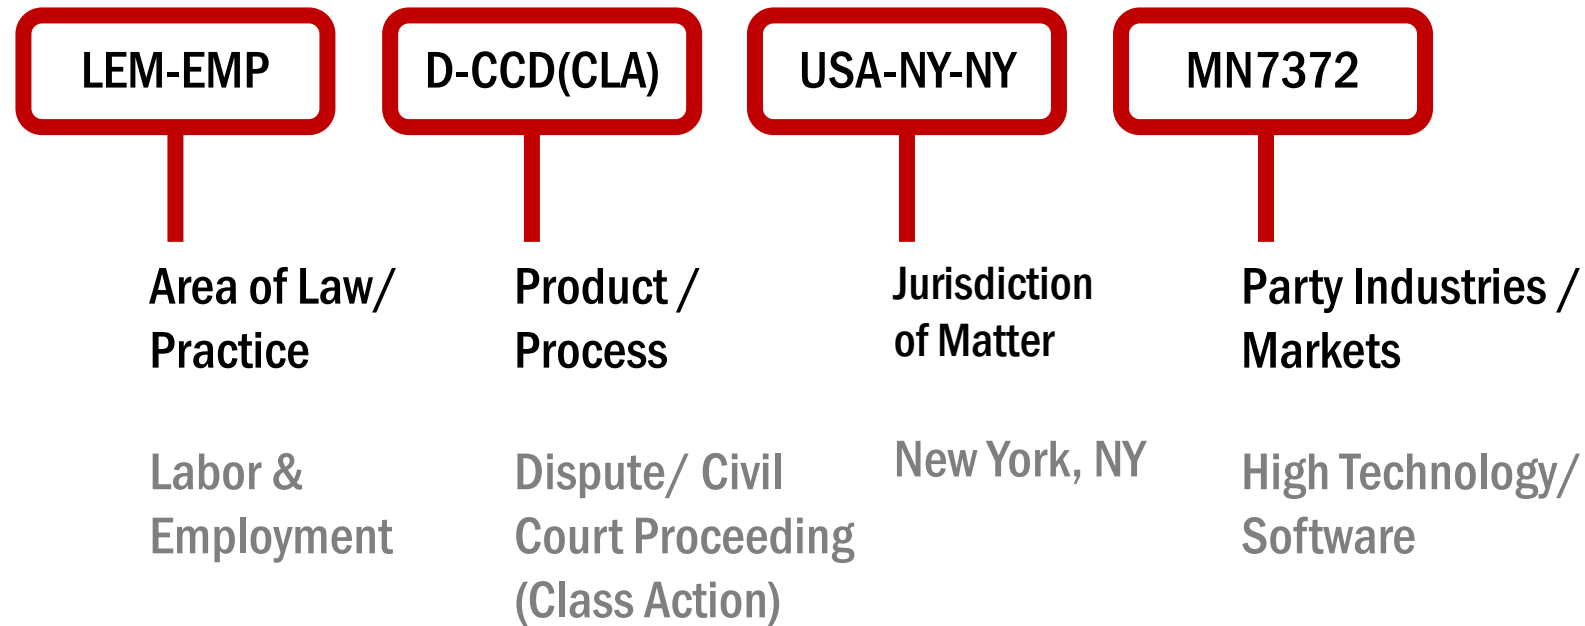 LEM-EMP
D-CCD(CLA)
USA-NY-NY
MN7372
Area of Law/
Practice
Labor &
Employment
Product /
Process
Dispute/ Civil
Court Proceeding
(Class Action)
Jurisdiction
of Matter
New York, NY
Party Industries /
Markets
High Technology/
Software